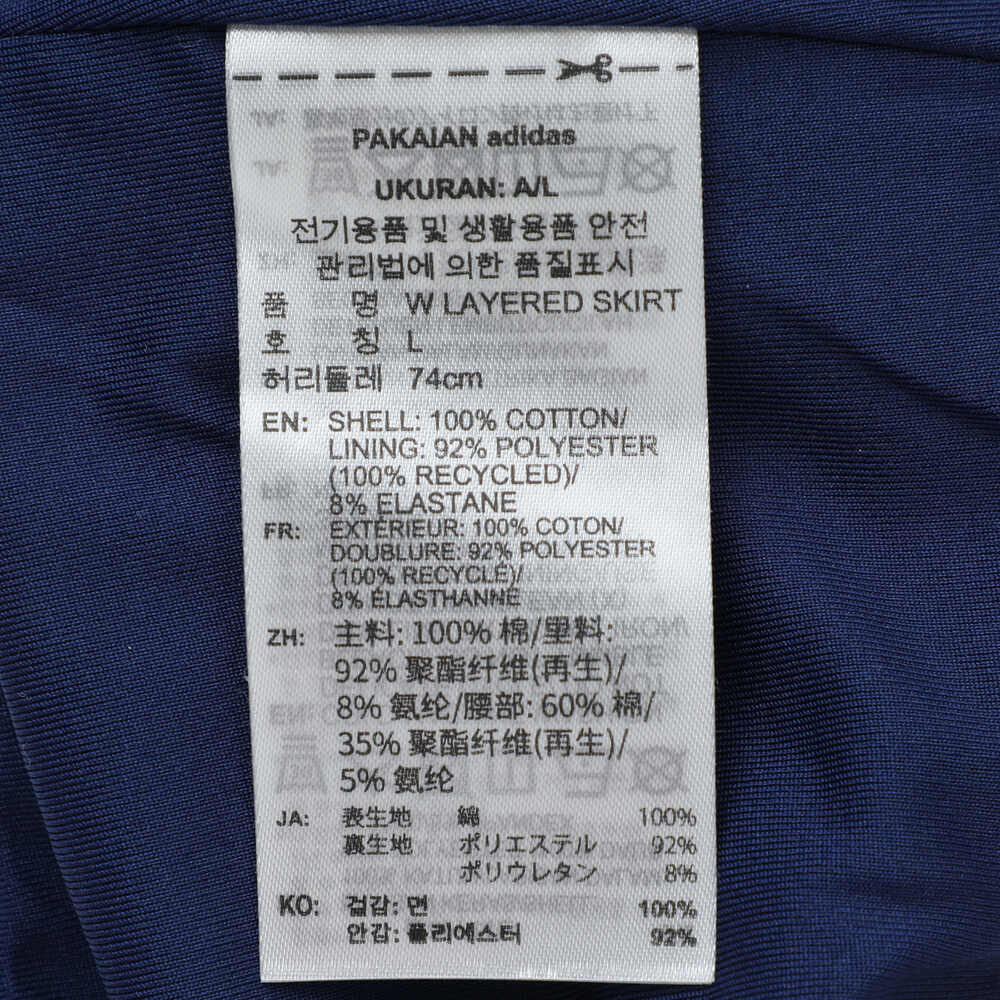 PAKAIAN adidas
UKURAN: A/L
전기용품 및 생활용품 안전
관리법에 의한 품질표시
품 명 W LAYERED SKIRT
호 칭 L
허리둘레 74cm
EN: SHELL: 100% COTTON/
LINING: 92% POLYESTER
(100% RECYCLED)/
8% ELASTANE
FR: EXTÉRIEUR: 100% COTON/
DOUBLURE: 92% POLYESTER
(100% RECYCLÉ)/
8% ÉLASTHANNE
ZH: 主料: 100% 棉/里料:
92% 聚酯纤维(再生)/
8% 氨纶/腰部: 60% 棉/
35% 聚酯纤维(再生)/
5% 氨纶
JA: 表生地 綿 100%
裏生地 ポリエステル 92%
ポリウレタン 8%
KO: 겉감: 면 100%
안감: 폴리에스터 92%